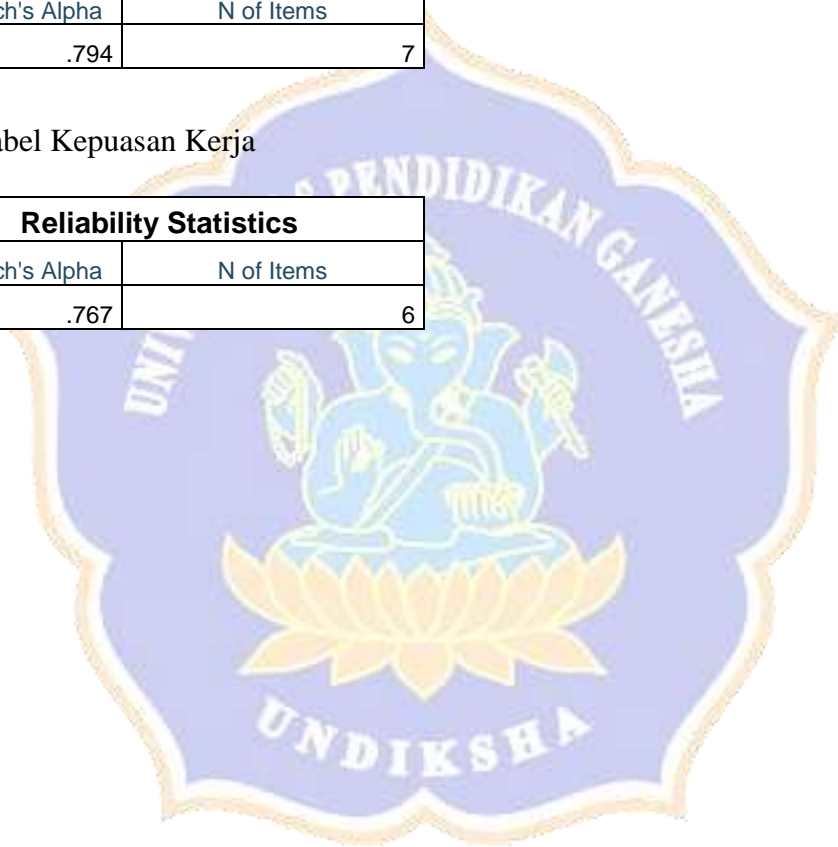 ch's Alpha N of Items
.794 7
abel Kepuasan Kerja
Reliability Statistics
ch's Alpha N of Items
.767 6
PENDIDIKAN GANESHA
UNDIKSHA